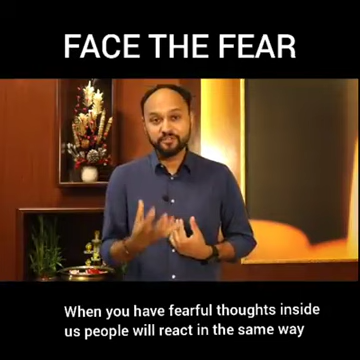 FACE THE FEAR
When you have fearful thoughts inside
us people will react in the same way